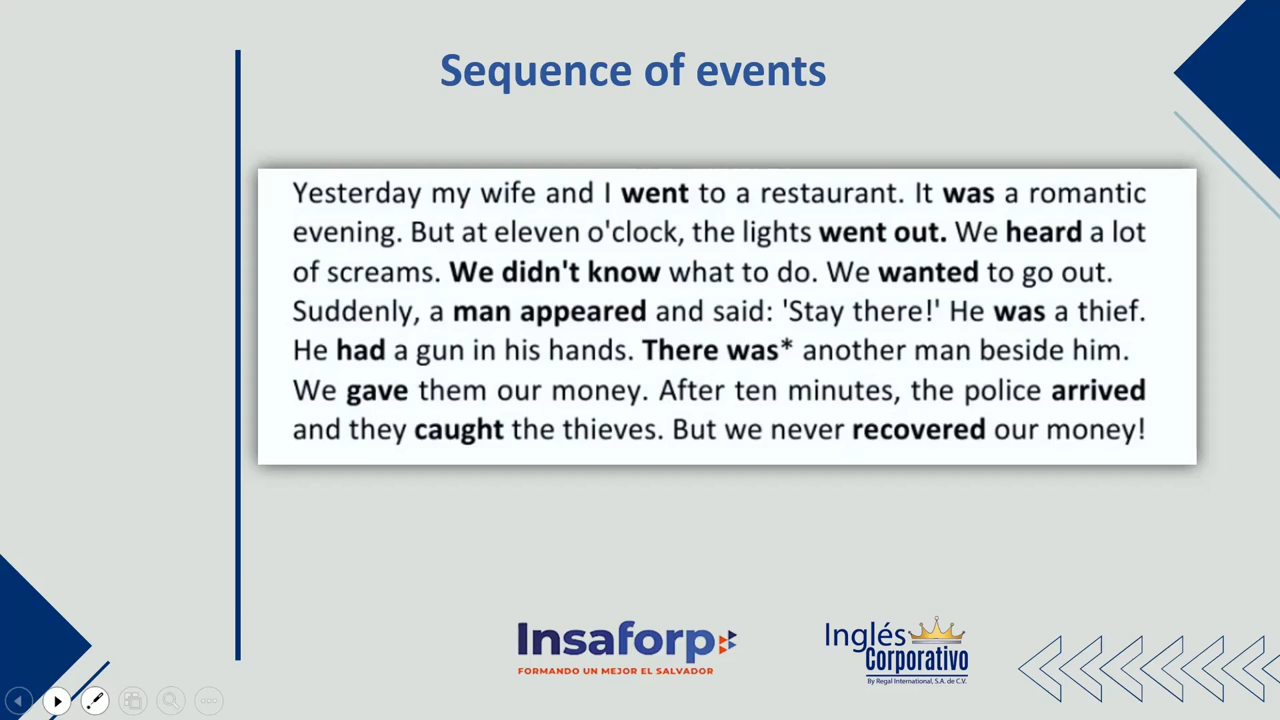 Sequence of events
Yesterday my wife and I went to a restaurant. It was a romantic
evening. But at eleven o'clock, the lights went out. We heard a lot
of screams. We didn't know what to do. We wanted to go out.
Suddenly, a man appeared and said: 'Stay there!' He was a thief.
He had a gun in his hands. There was* another man beside him.
We gave them our money. After ten minutes, the police arrived
and they caught the thieves. But we never recovered our money!
Insaforp
FORMANDO UN MEJOR EL SALVADOR
Inglés
Corporativo
By Regal International, S.A. de C.V.